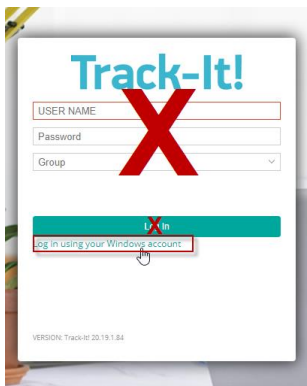 Track-It!
USER NAME
Password
Group
Log In
Log in using your Windows account
VERSION: Track-It! 20.19.1.84